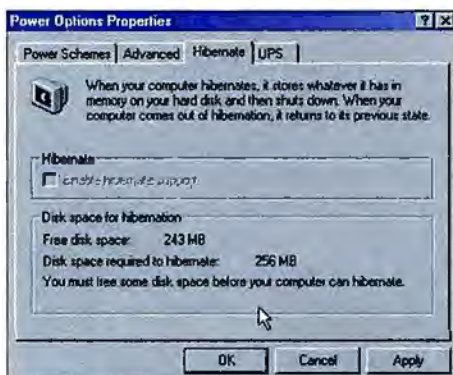 Power Options Properties
Power Schemes Advanced Hibernate UPS
When your computer hibernates, it stores whatever it has in
memory on your hard disk and then shuts down. When your
computer comes out of hibernation, it returns to its previous state.
Hibernate
Enable hibernate support
Disk space for hibernation
Free disk space: 243 MB
Disk space required to hibernate: 256 MB
You must free some disk space before your computer can hibernate.
OK Cancel Apply